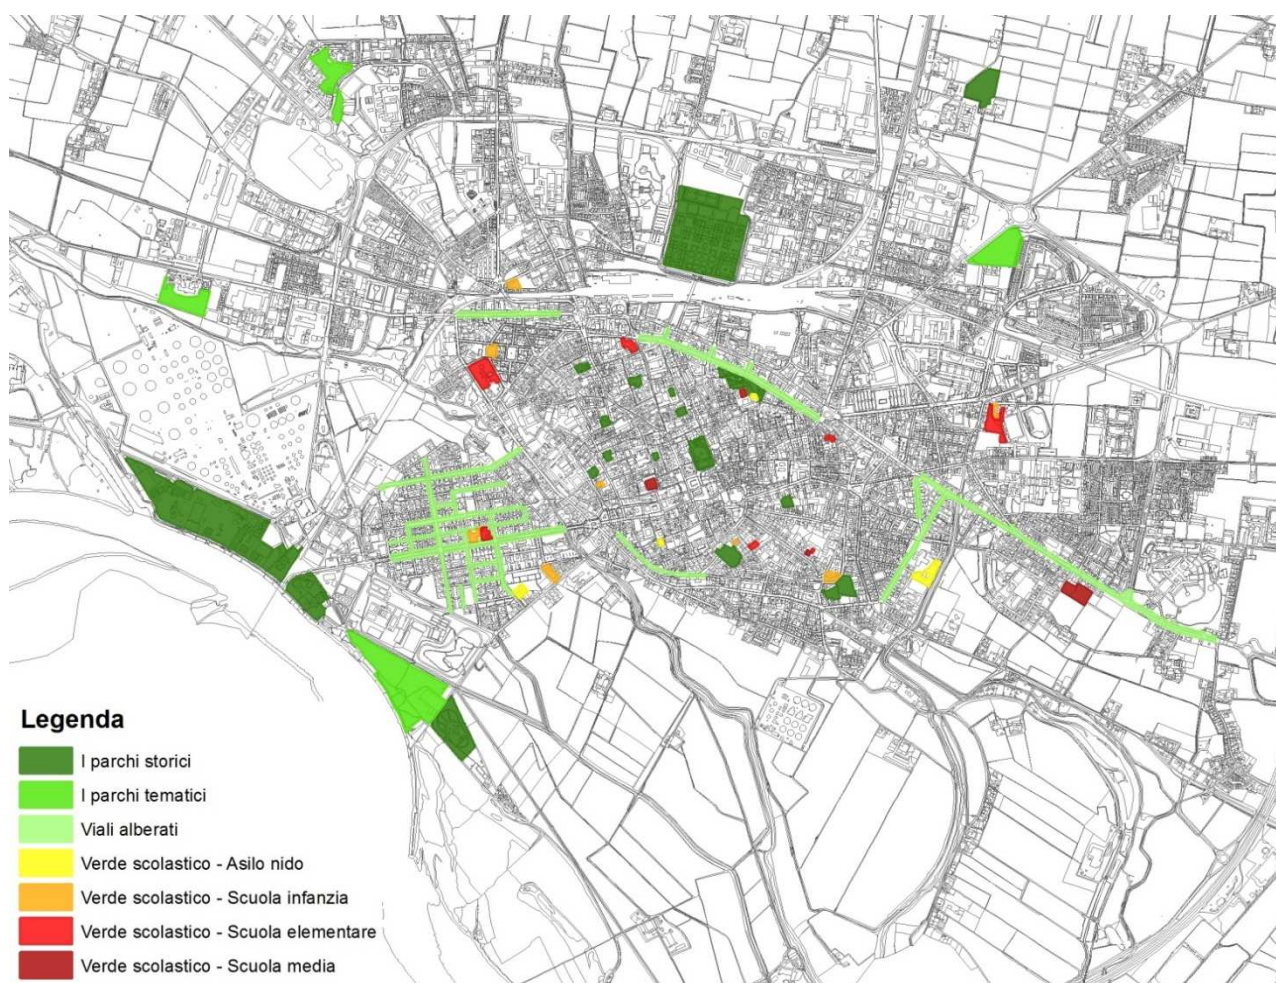 Legenda
I parchi storici
I parchi tematici
Viali alberati
Verde scolastico - Asilo nido
Verde scolastico - Scuola infanzia
Verde scolastico - Scuola elementare
Verde scolastico - Scuola media